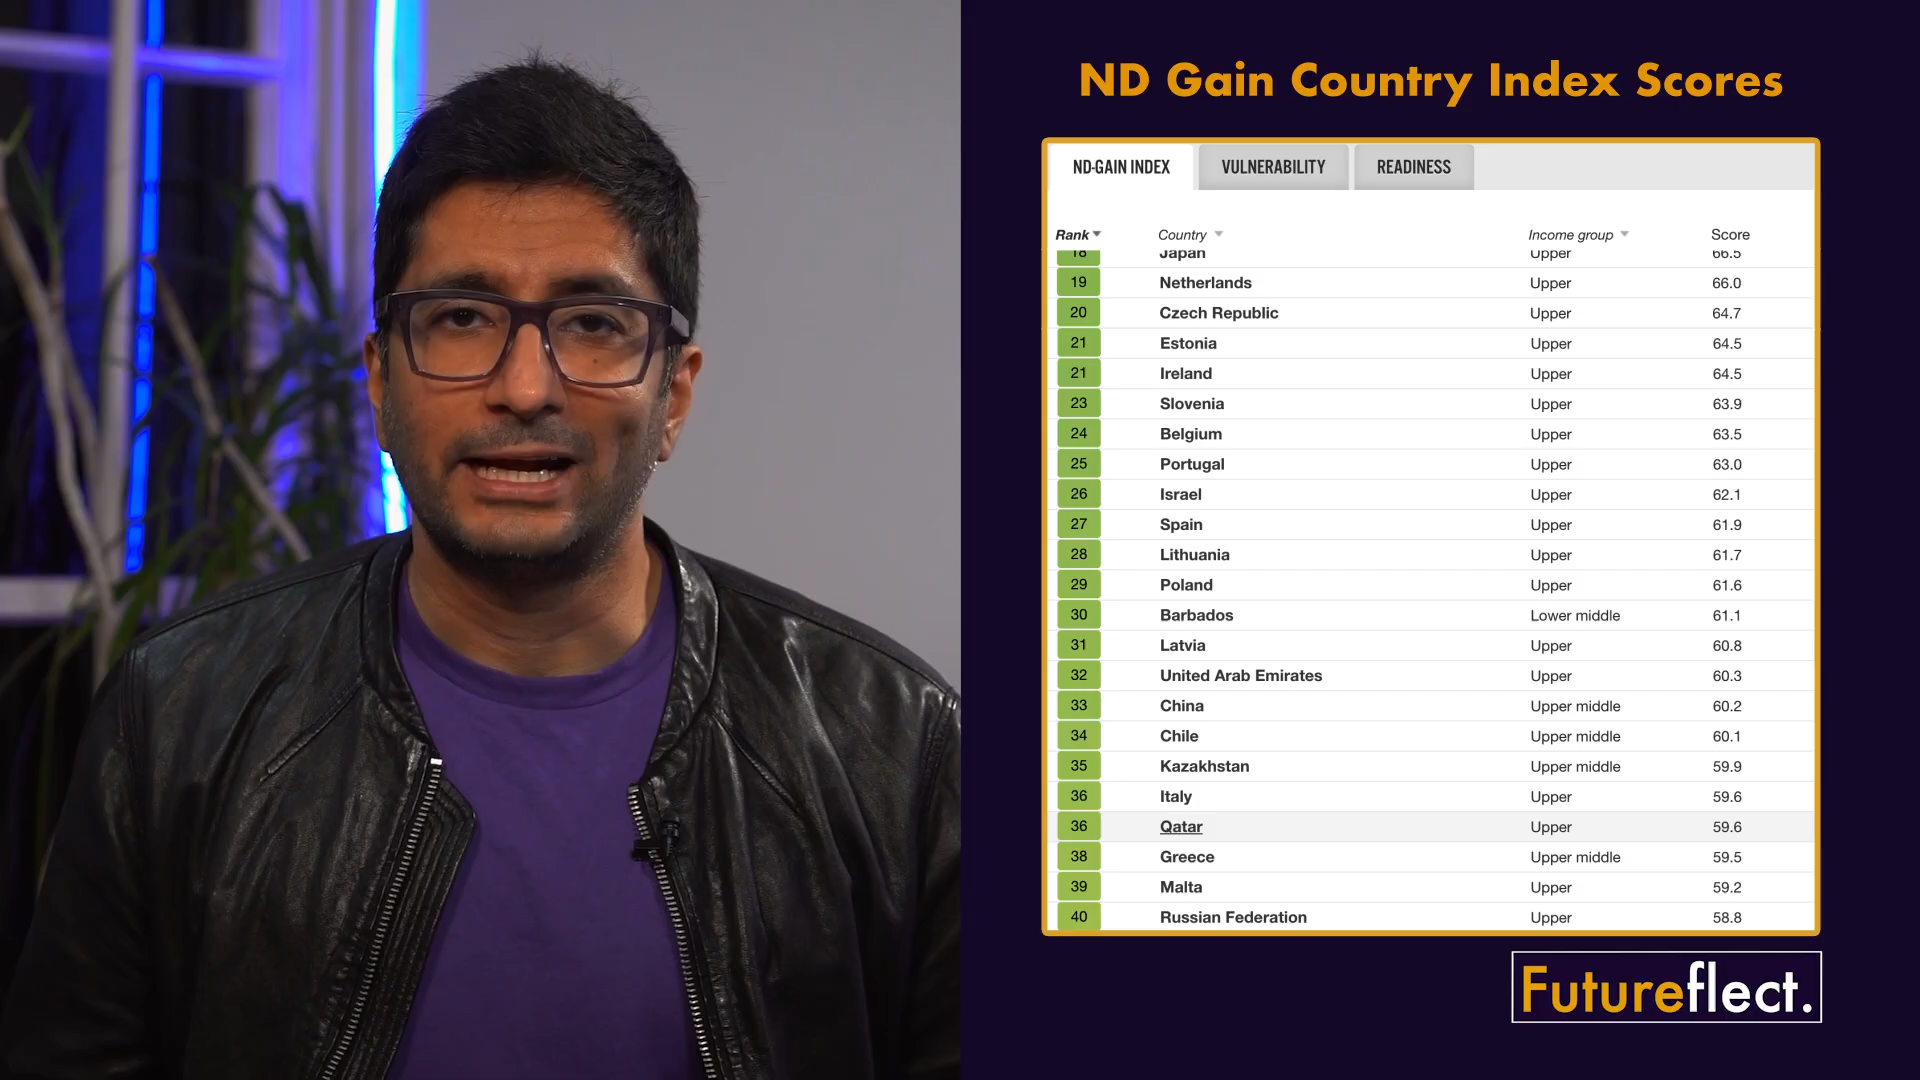 ND Gain Country Index Scores
ND-GAIN INDEX VULNERABILITY READINESS
Rank Country Income group Score
18 Japan Upper 66.5
19 Netherlands Upper 66.0
20 Czech Republic Upper 64.7
21 Estonia Upper 64.5
21 Ireland Upper 64.5
23 Slovenia Upper 63.9
24 Belgium Upper 63.5
25 Portugal Upper 63.0
26 Israel Upper 62.1
27 Spain Upper 61.9
28 Lithuania Upper 61.7
29 Poland Upper 61.6
30 Barbados Lower middle 61.1
31 Latvia Upper 60.8
32 United Arab Emirates Upper 60.3
33 China Upper middle 60.2
34 Chile Upper middle 60.1
35 Kazakhstan Upper middle 59.9
36 Italy Upper 59.6
36 Qatar Upper 59.6
38 Greece Upper middle 59.5
39 Malta Upper 59.2
40 Russian Federation Upper 58.8
Futureflect.